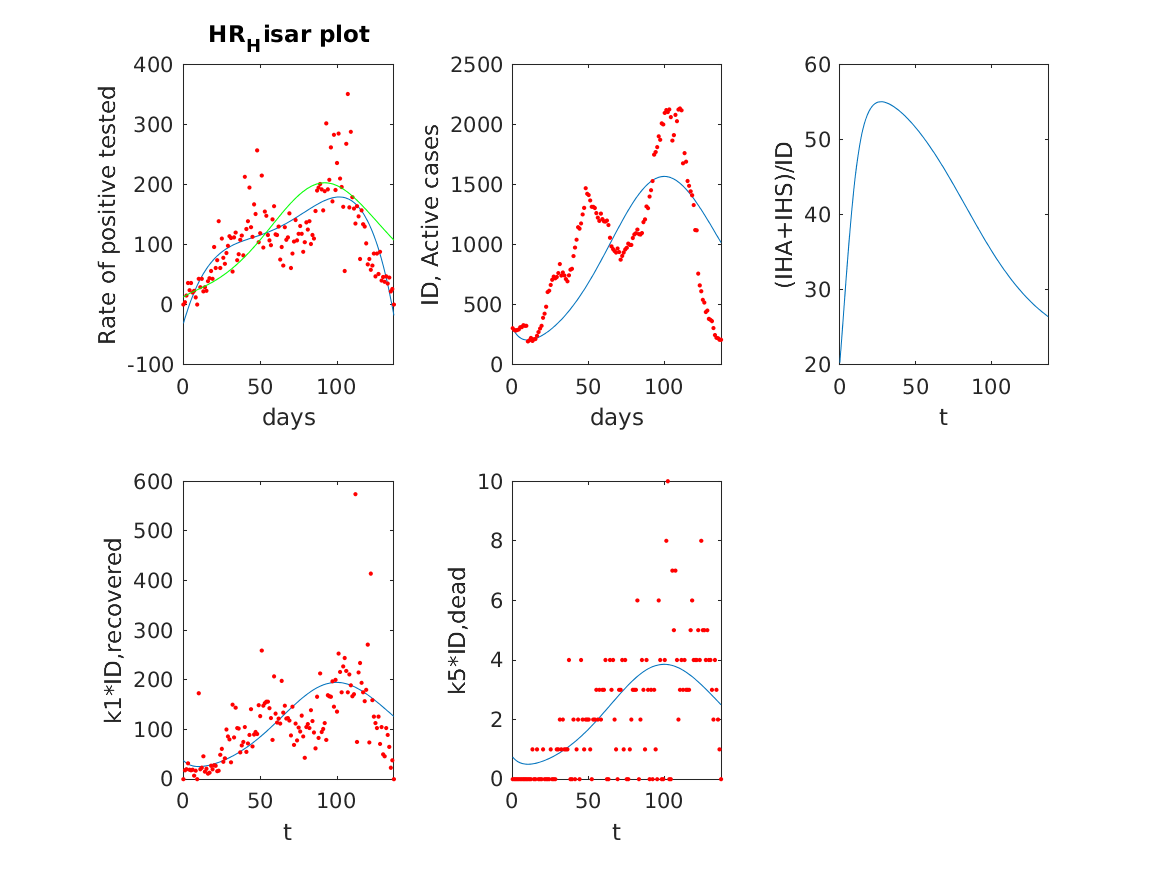 HR_Hisar plot
400
300
200
100
0
-100
0 50 100
Rate of positive tested
days
2500
2000
1500
1000
500
0
0 50 100
ID, Active cases
days
60
50
40
30
20
0 50 100
(IHA+IHS)/ID
t
600
500
400
300
200
100
0
0 50 100
k1*ID,recovered
t
10
8
6
4
2
0
0 50 100
k5*ID,dead
t